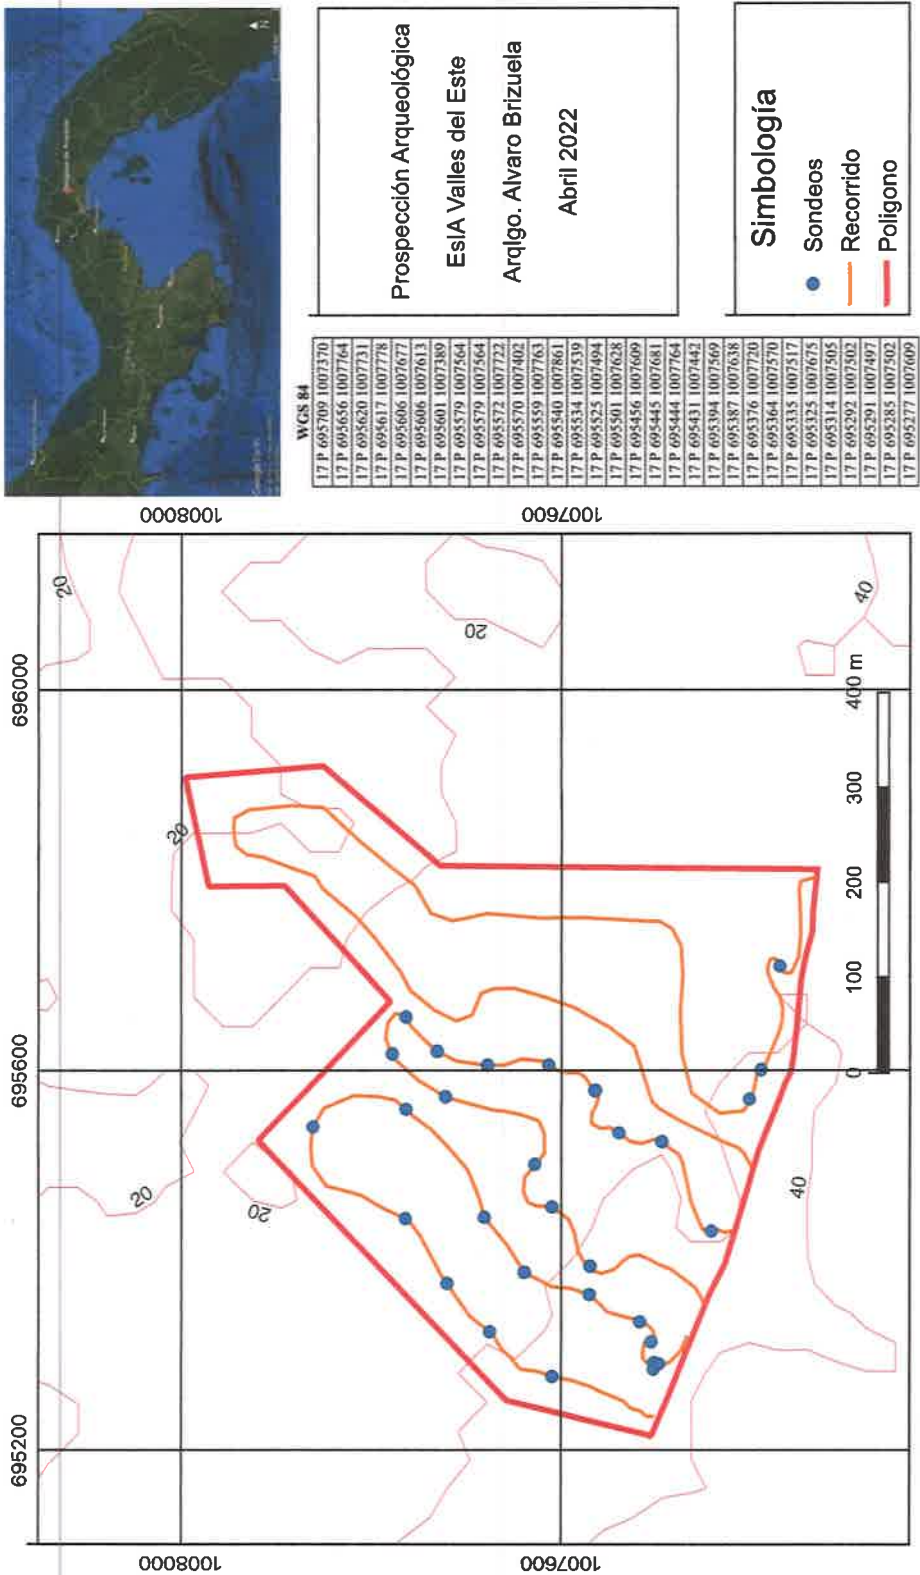 695200
695600
696000
1008000
1008000
1007600
1007600
20
20
20
20
20
40
40
0 100 200 300 400 m
Google Earth
N
WGS 84
17 P 695709 1007370
17 P 695656 1007764
17 P 695620 1007731
17 P 695617 1007778
17 P 695606 1007677
17 P 695606 1007613
17 P 695601 1007389
17 P 695579 1007564
17 P 695579 1007564
17 P 695572 1007722
17 P 695570 1007402
17 P 695559 1007763
17 P 695540 1007861
17 P 695534 1007539
17 P 695525 1007494
17 P 695501 1007628
17 P 695456 1007609
17 P 695445 1007681
17 P 695444 1007764
17 P 695431 1007442
17 P 695394 1007569
17 P 695387 1007638
17 P 695376 1007720
17 P 695364 1007570
17 P 695335 1007517
17 P 695325 1007675
17 P 695314 1007505
17 P 695292 1007502
17 P 695291 1007497
17 P 695285 1007502
17 P 695277 1007609
Prospección Arqueológica
EsIA Valles del Este
Arqlgo. Alvaro Brizuela
Abril 2022
Simbología
Sondeos
Recorrido
Poligono